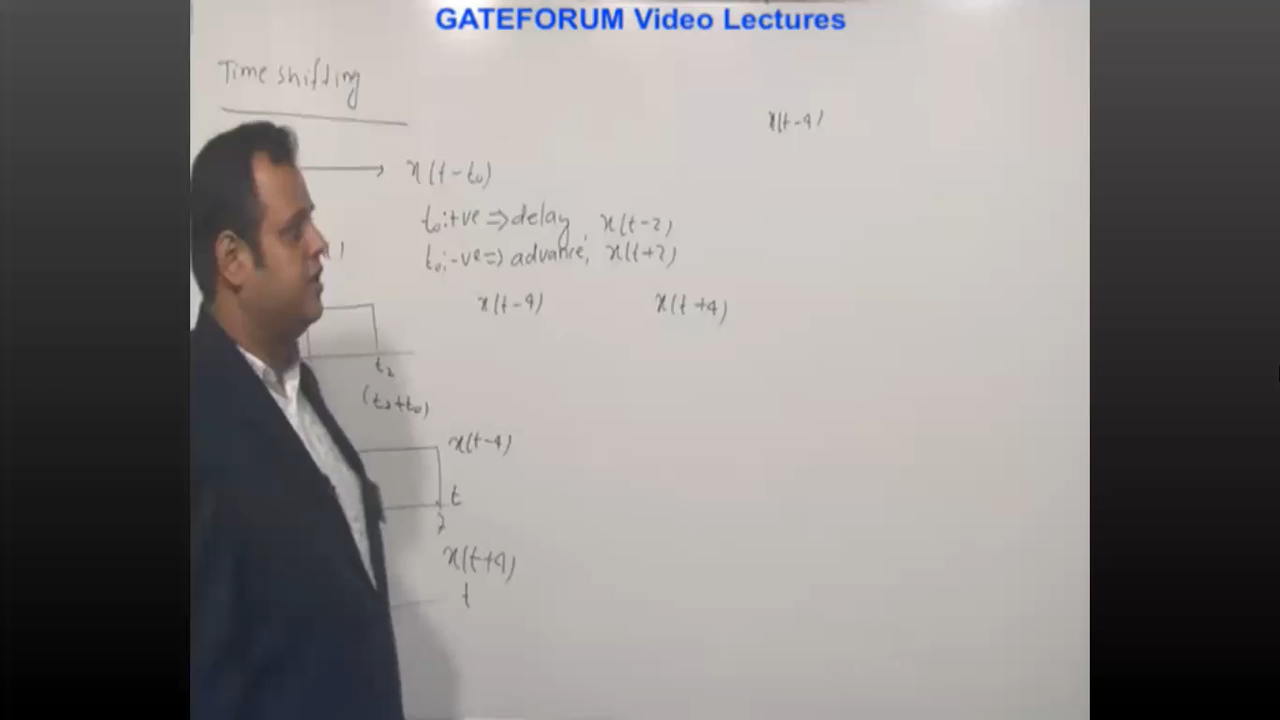 GATEFORUM Video Lectures
Time shifting
x(t-4)
x(t-t₀)
t₀:+ve⇒delay, x(t-2)
t₀:-ve⇒advance, x(t+2)
x(t-4) x(t+4)
t₂
(t₂+t₀)
x(t-4)
t
x(t+4)
t